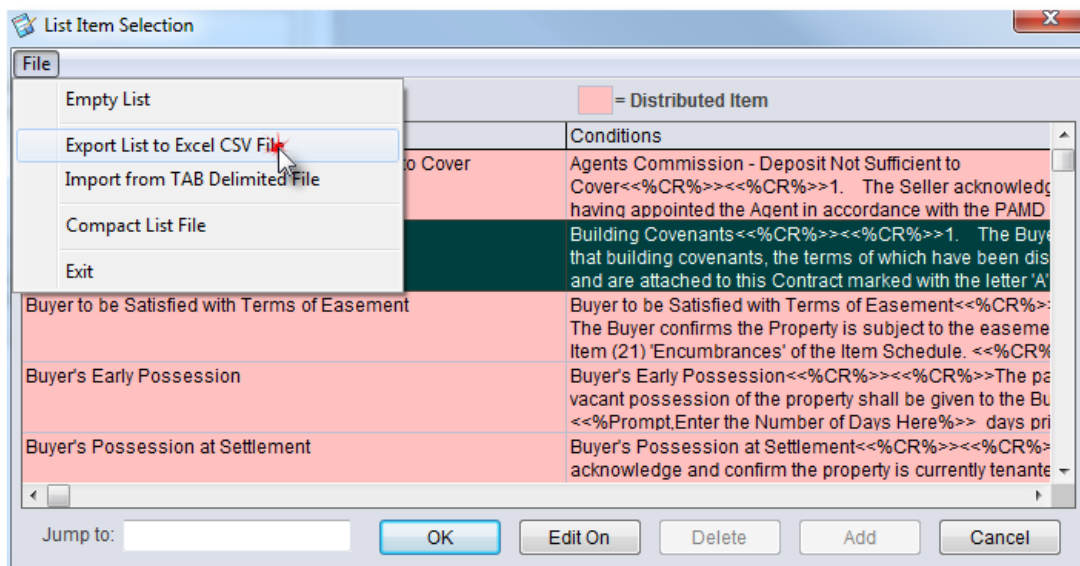 List Item Selection
File
Empty List
Export List to Excel CSV File
Import from TAB Delimited File
Compact List File
Exit
= Distributed Item
Conditions
to Cover
Agents Commission - Deposit Not Sufficient to
Cover<<%CR%>><<%CR%>>1. The Seller acknowledg
having appointed the Agent in accordance with the PAMD
Building Covenants<<%CR%>><<%CR%>>1. The Buye
that building covenants, the terms of which have been dis
and are attached to this Contract marked with the letter 'A'
Buyer to be Satisfied with Terms of Easement
Buyer to be Satisfied with Terms of Easement<<%CR%>>
The Buyer confirms the Property is subject to the easeme
Item (21) 'Encumbrances' of the Item Schedule. <<%CR%
Buyer's Early Possession
Buyer's Early Possession<<%CR%>><<%CR%>>The pa
vacant possession of the property shall be given to the Bu
<<%Prompt,Enter the Number of Days Here%>> days pri
Buyer's Possession at Settlement
Buyer's Possession at Settlement<<%CR%>><<%CR%>
acknowledge and confirm the property is currently tenante
Jump to:
OK
Edit On
Delete
Add
Cancel